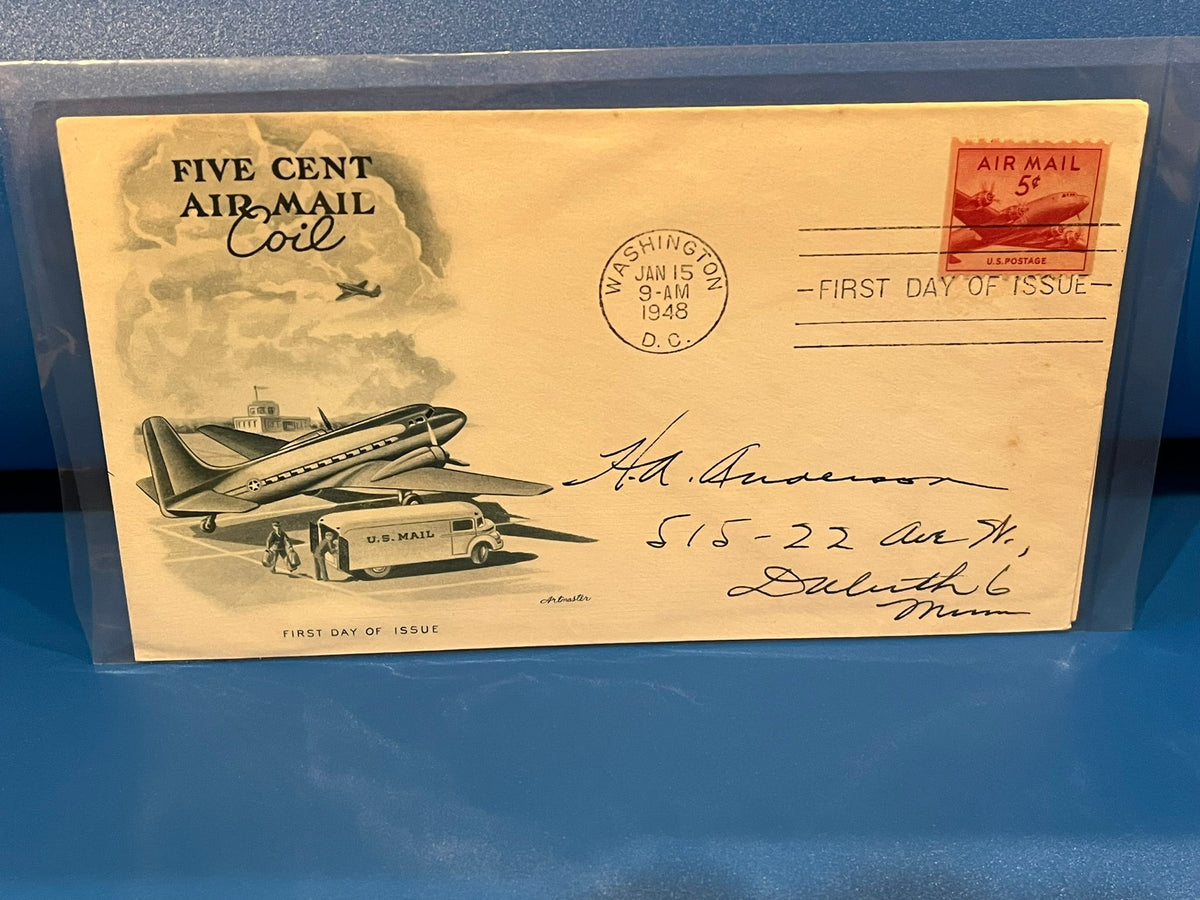 FIVE CENT
AIR MAIL
Coil
U.S. MAIL
Artmaster
FIRST DAY OF ISSUE
WASHINGTON
JAN 15
9-AM
1948
D. C.
AIR MAIL
5¢
U.S. POSTAGE
FIRST DAY OF ISSUE
H.A. Anderson
515-22 Ave W.,
Duluth 6
Minn